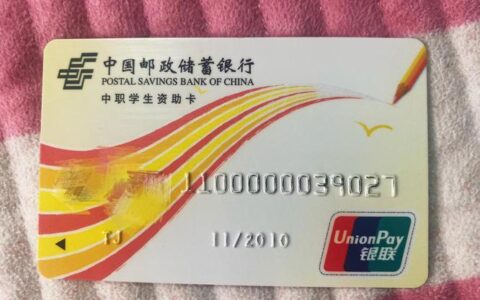 中国邮政储蓄银行
POSTAL SAVINGS BANK OF CHINA
中职学生资助卡
1100000039027
TJ 11/2010
UnionPay
银联